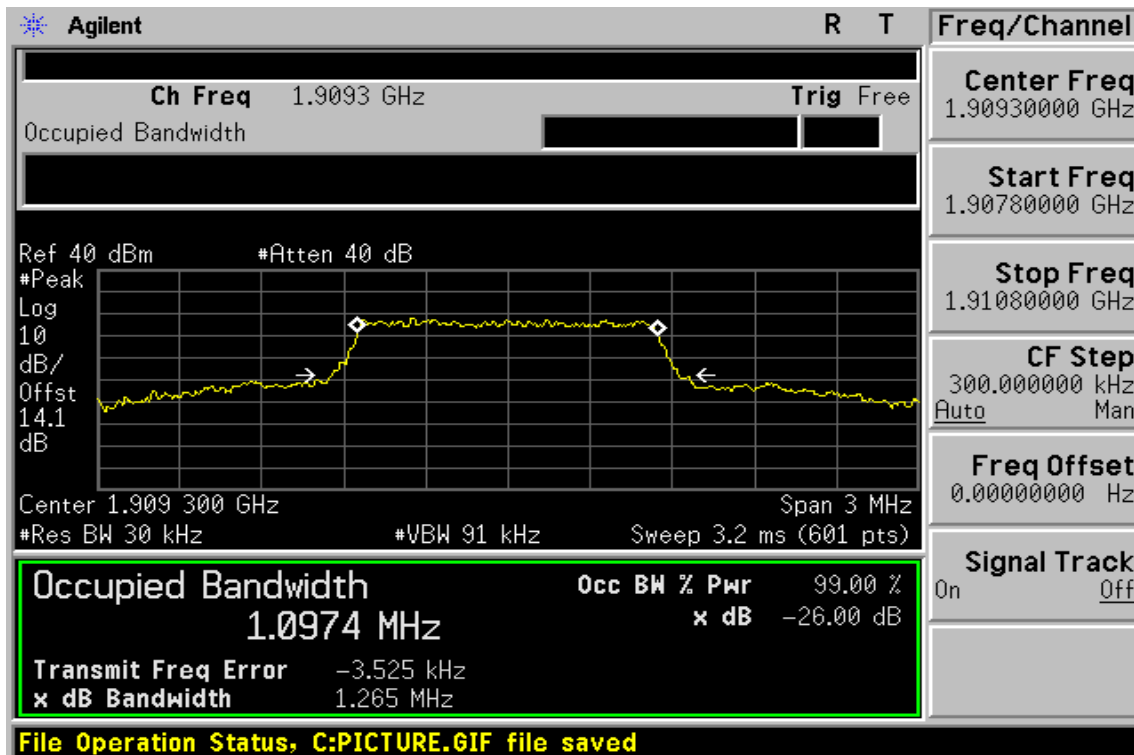 Agilent R T
Ch Freq 1.9093 GHz Trig Free
Occupied Bandwidth
Ref 40 dBm #Atten 40 dB
#Peak
Log
10
dB/
Offst
14.1
dB
Center 1.909 300 GHz Span 3 MHz
#Res BW 30 kHz #VBW 91 kHz Sweep 3.2 ms (601 pts)
Occupied Bandwidth
1.0974 MHz
Occ BW % Pwr 99.00 %
x dB -26.00 dB
Transmit Freq Error -3.525 kHz
x dB Bandwidth 1.265 MHz
File Operation Status, C:PICTURE.GIF file saved
Freq/Channel
Center Freq
1.90930000 GHz
Start Freq
1.90780000 GHz
Stop Freq
1.91080000 GHz
CF Step
300.000000 kHz
Auto Man
Freq Offset
0.00000000 Hz
Signal Track
On Off